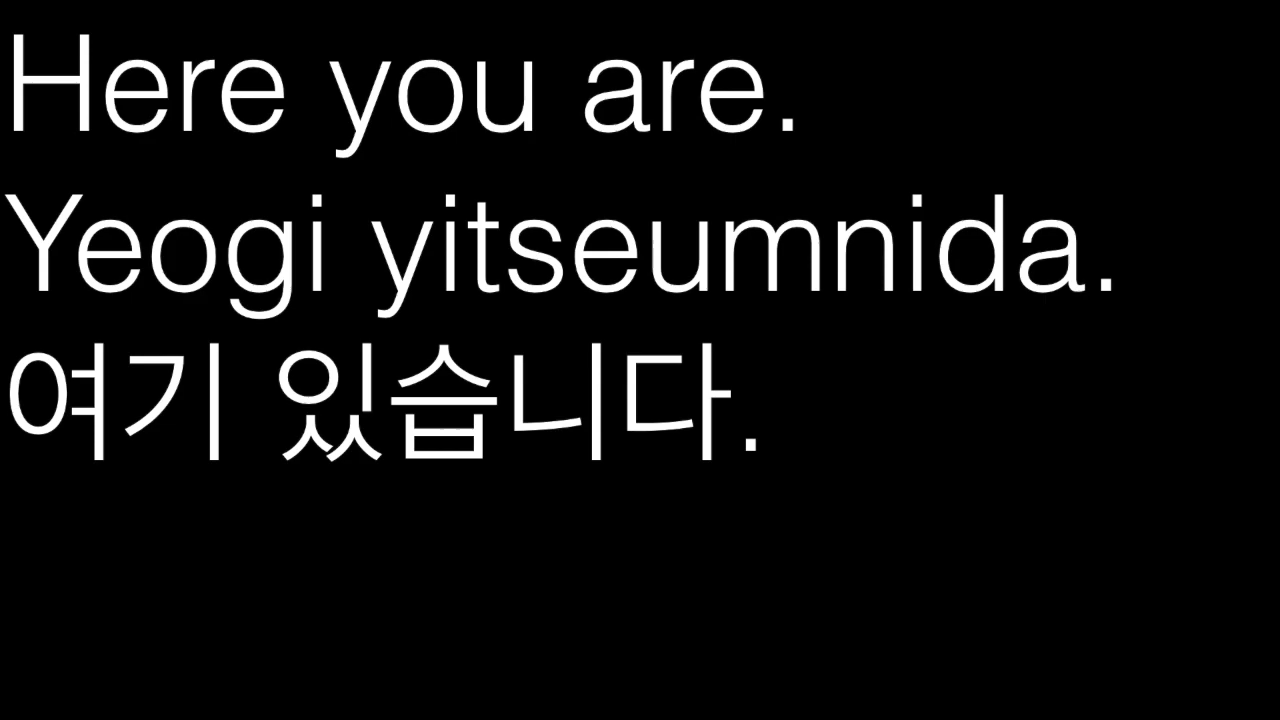 Here you are.
Yeogi yitseumnida.
여기 있습니다.